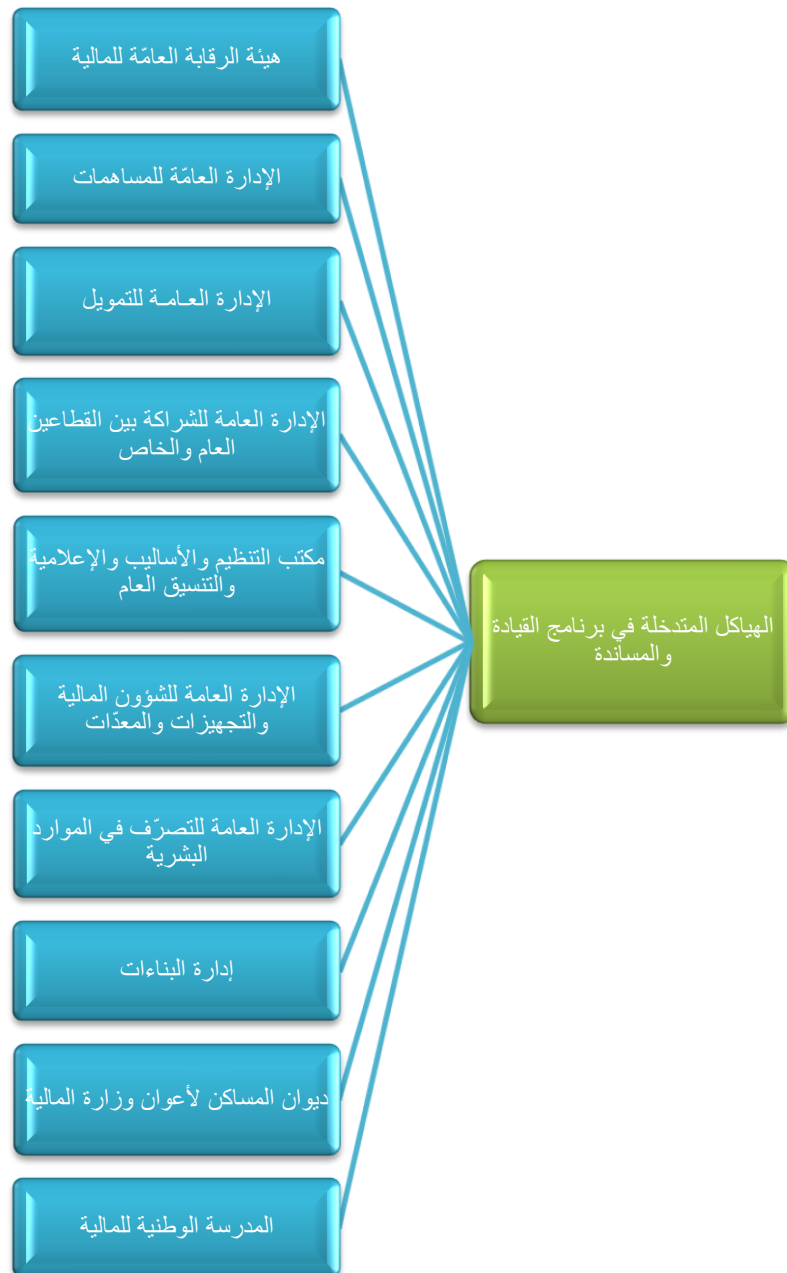 هيئة الرقابة العامّة للمالية
الإدارة العامّة للمساهمات
الإدارة العـامـة للتمويل
الإدارة العامة للشراكة بين القطاعين
العام والخاص
مكتب التنظيم والأساليب والإعلامية
والتنسيق العام
الهياكل المتدخلة في برنامج القيادة
والمساندة
الإدارة العامة للشؤون المالية
والتجهيزات والمعدّات
الإدارة العامة للتصرّف في الموارد
البشرية
إدارة البناءات
ديوان المساكن لأعوان وزارة المالية
المدرسة الوطنية للمالية